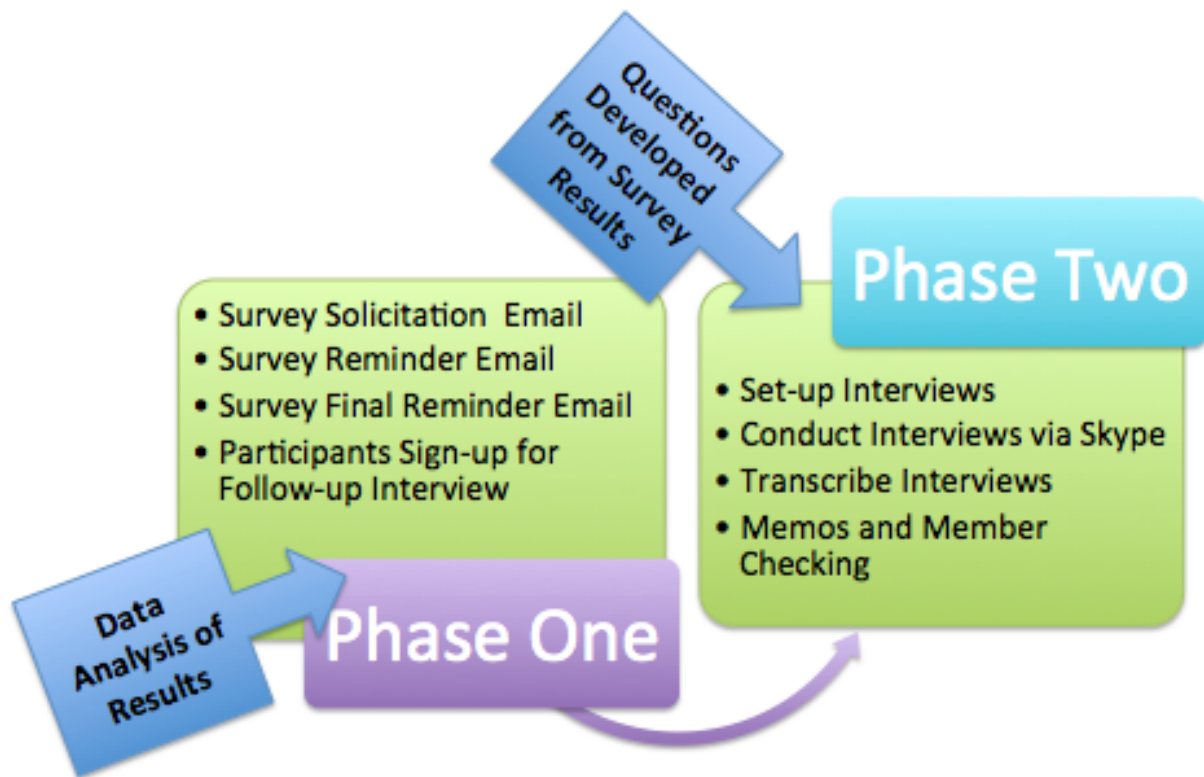 Questions
Developed
from Survey
Results
Phase Two
• Survey Solicitation Email
• Survey Reminder Email
• Survey Final Reminder Email
• Participants Sign-up for
Follow-up Interview
• Set-up Interviews
• Conduct Interviews via Skype
• Transcribe Interviews
• Memos and Member
Checking
Data
Analysis of
Results
Phase One